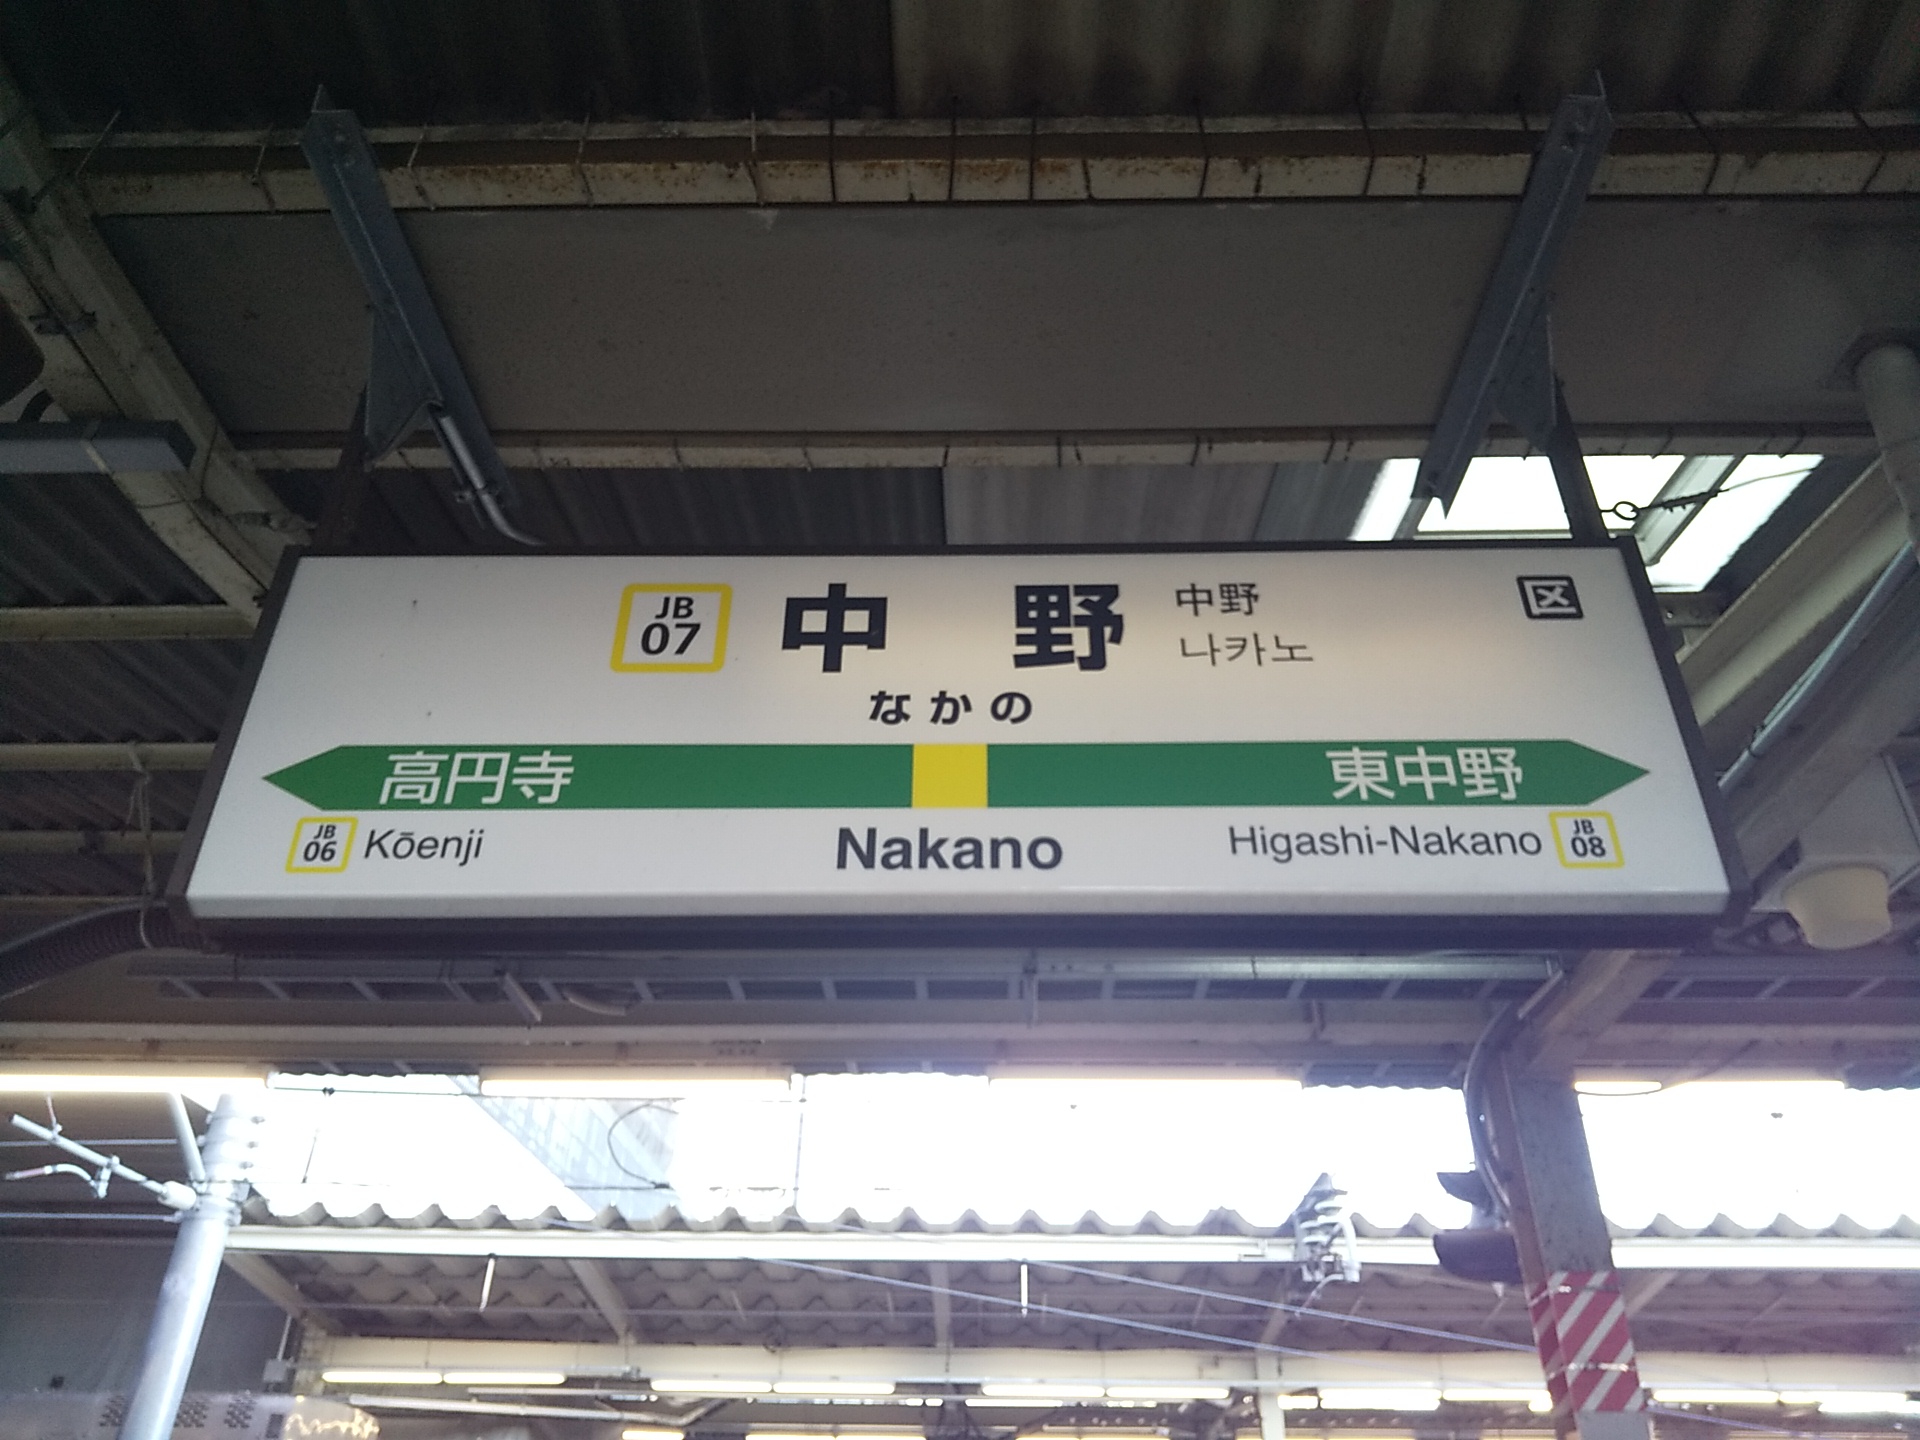 JB
07
中野
中野
나카노
区
なかの
高円寺
東中野
JB
06
Kōenji
Nakano
Higashi-Nakano
JB
08